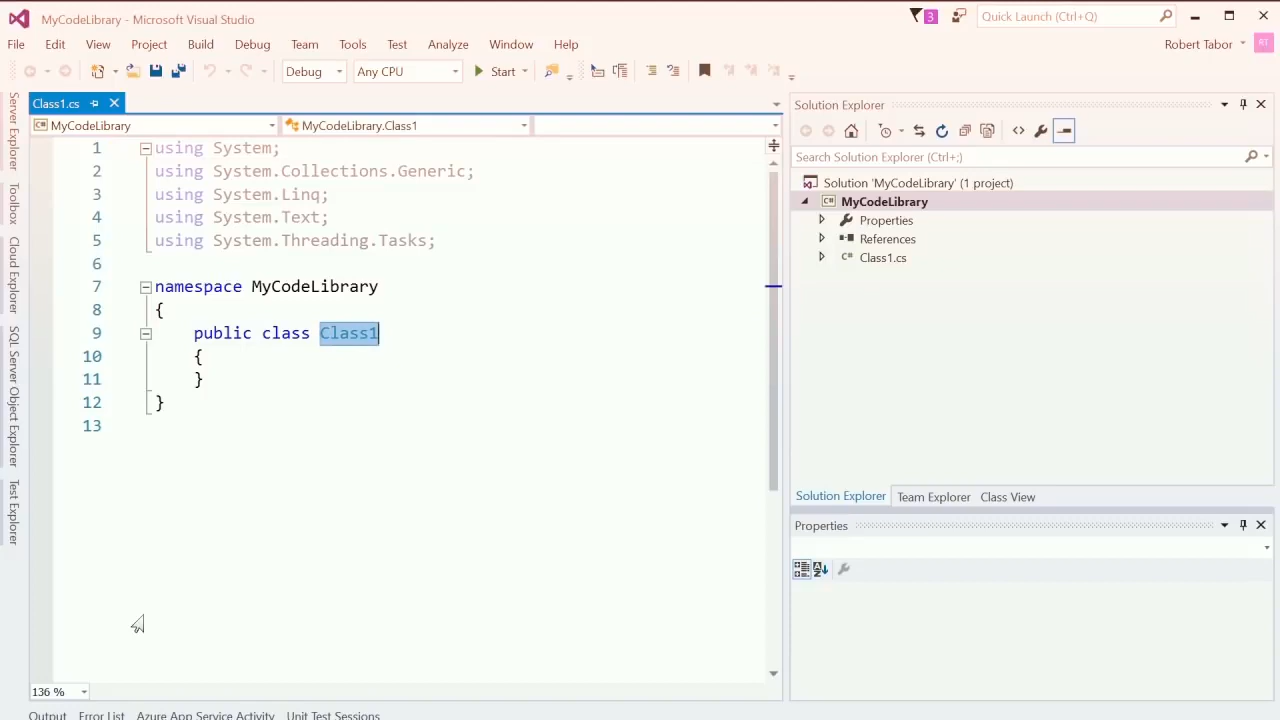 MyCodeLibrary - Microsoft Visual Studio
3
Quick Launch (Ctrl+Q)
File Edit View Project Build Debug Team Tools Test Analyze Window Help
Robert Tabor RT
Debug Any CPU Start
Class1.cs
MyCodeLibrary MyCodeLibrary.Class1
1 using System;
2 using System.Collections.Generic;
3 using System.Linq;
4 using System.Text;
5 using System.Threading.Tasks;
6
7 namespace MyCodeLibrary
8 {
9 public class Class1
10 {
11 }
12 }
13
136 %
Server Explorer
Toolbox
Cloud Explorer
SQL Server Object Explorer
Test Explorer
Solution Explorer
Search Solution Explorer (Ctrl+;)
Solution 'MyCodeLibrary' (1 project)
C# MyCodeLibrary
Properties
References
C# Class1.cs
Solution Explorer Team Explorer Class View
Properties
Output Error List Azure App Service Activity Unit Test Sessions